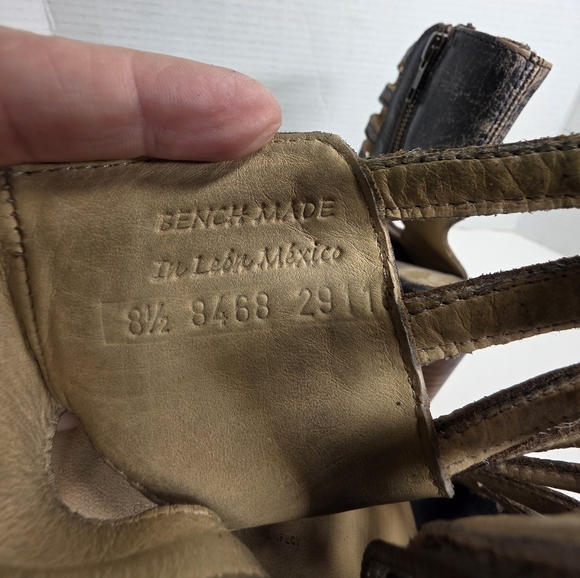 BENCH MADE
In León, México
8½ 8468 2911